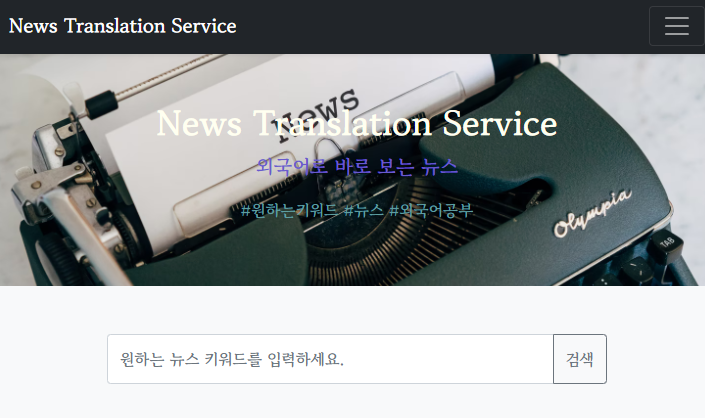 News Translation Service
News
News Translation Service
외국어로 바로 보는 뉴스
#원하는키워드 #뉴스 #외국어공부
Olympia
TAB
원하는 뉴스 키워드를 입력하세요.
검색